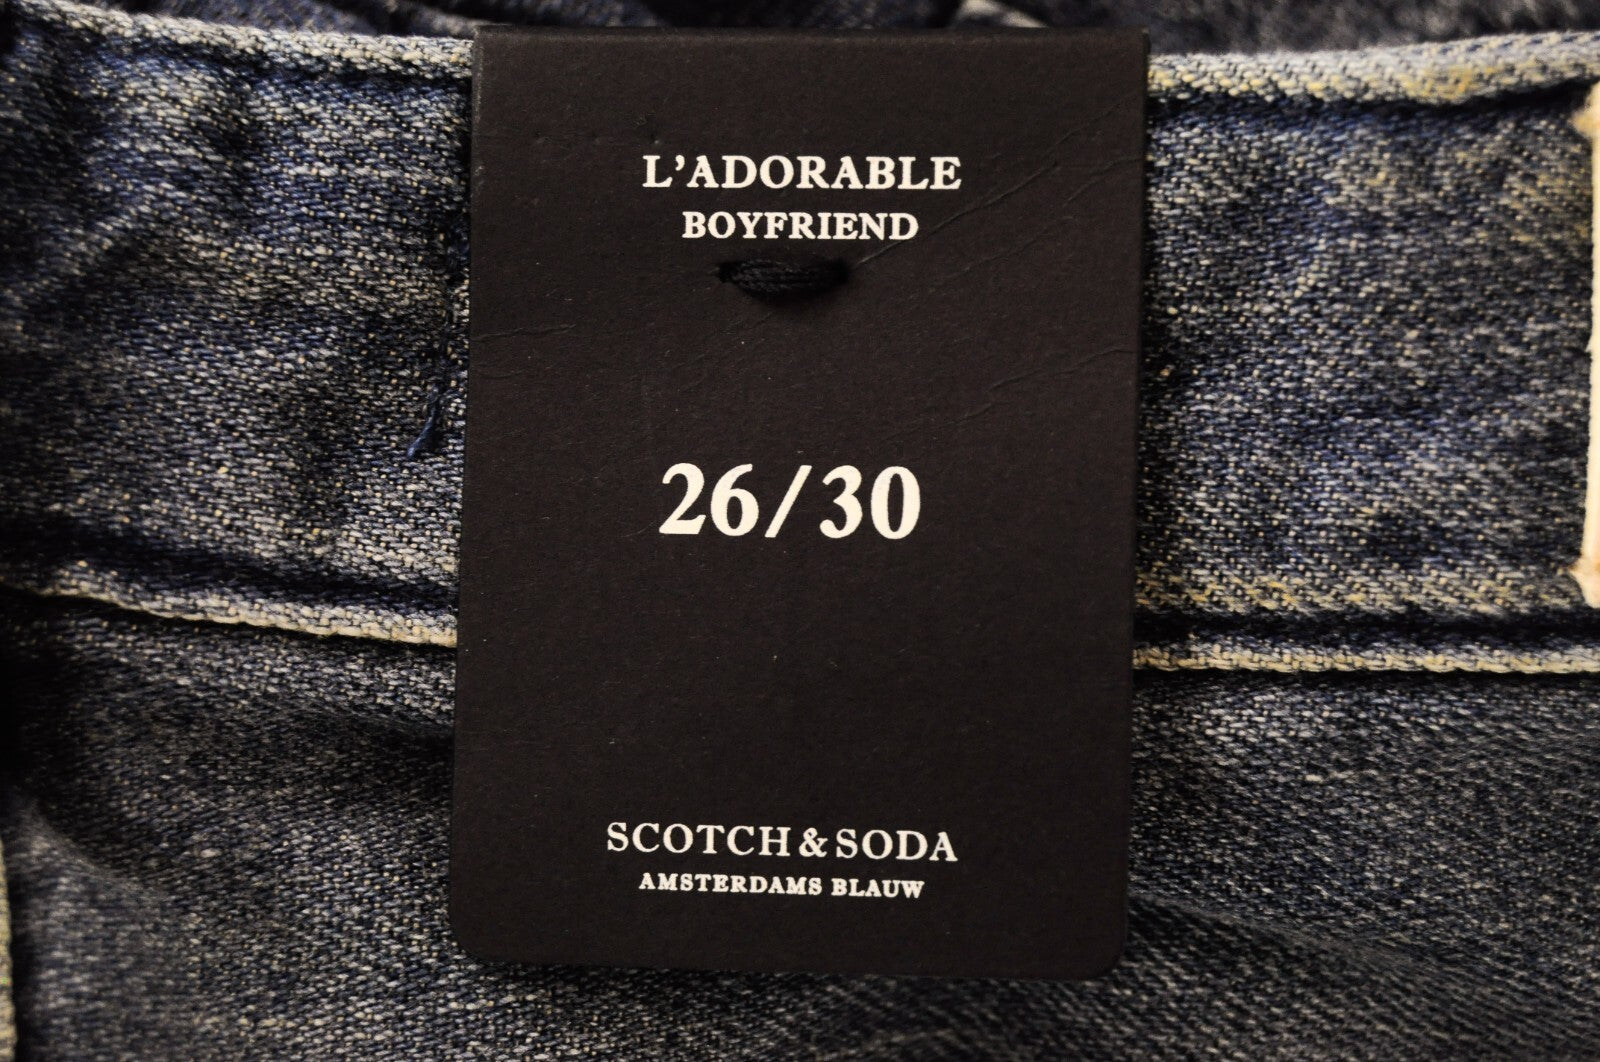 L'ADORABLE
BOYFRIEND
26/30
SCOTCH & SODA
AMSTERDAMS BLAUW